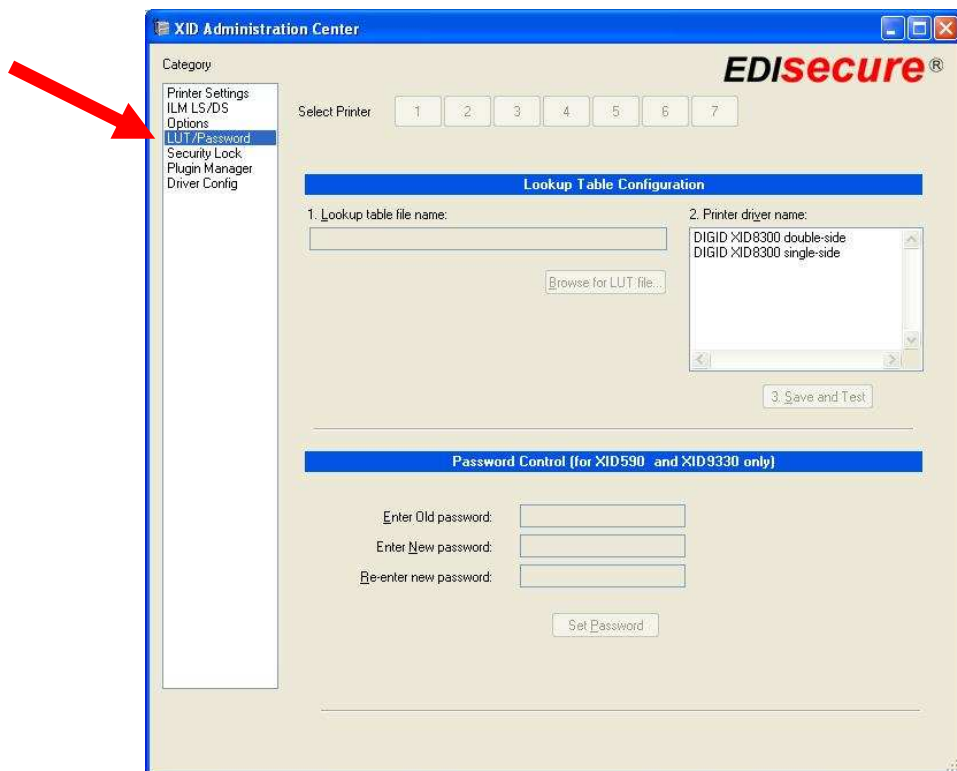 XID Administration Center
Category
EDIsecure®
Printer Settings
ILM LS/DS
Options
LUT/Password
Security Lock
Plugin Manager
Driver Config
Select Printer 1 2 3 4 5 6 7
Lookup Table Configuration
1. Lookup table file name:
2. Printer driver name:
DIGID XID8300 double-side
DIGID XID8300 single-side
Browse for LUT file...
3. Save and Test
Password Control (for XID590 and XID9330 only)
Enter Old password:
Enter New password:
Re-enter new password:
Set Password